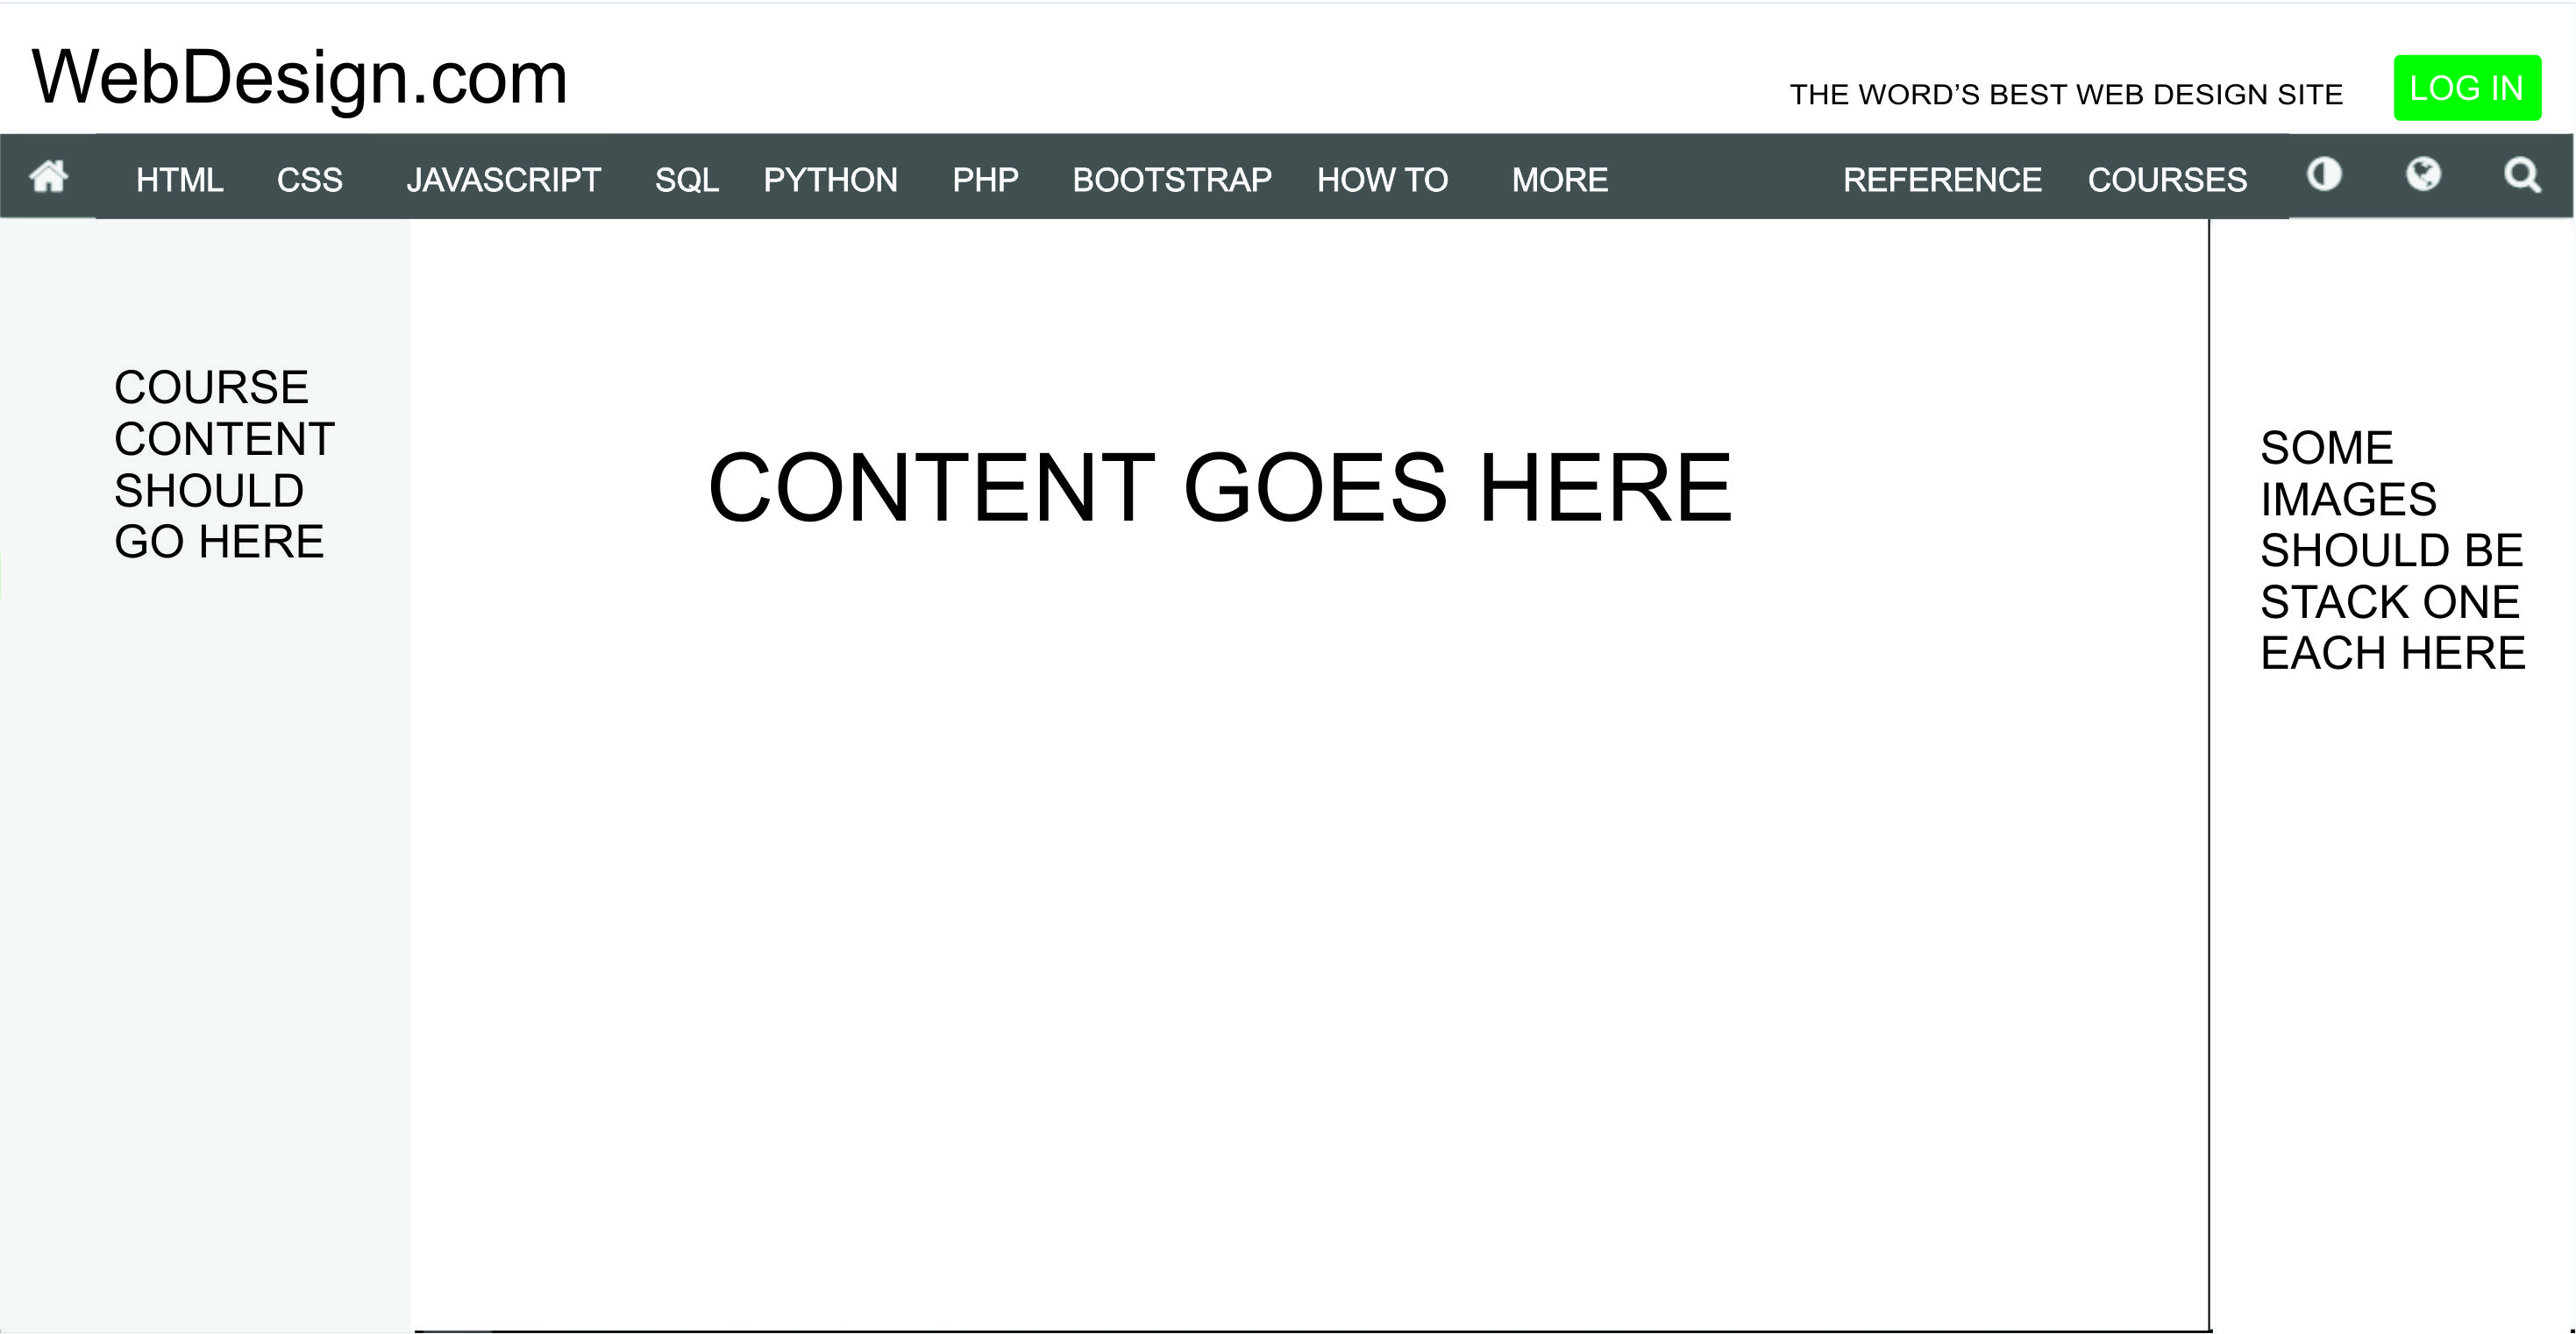 WebDesign.com
THE WORD’S BEST WEB DESIGN SITE
LOG IN
HTML CSS JAVASCRIPT SQL PYTHON PHP BOOTSTRAP HOW TO MORE REFERENCE COURSES
COURSE
CONTENT
SHOULD
GO HERE
CONTENT GOES HERE
SOME
IMAGES
SHOULD BE
STACK ONE
EACH HERE